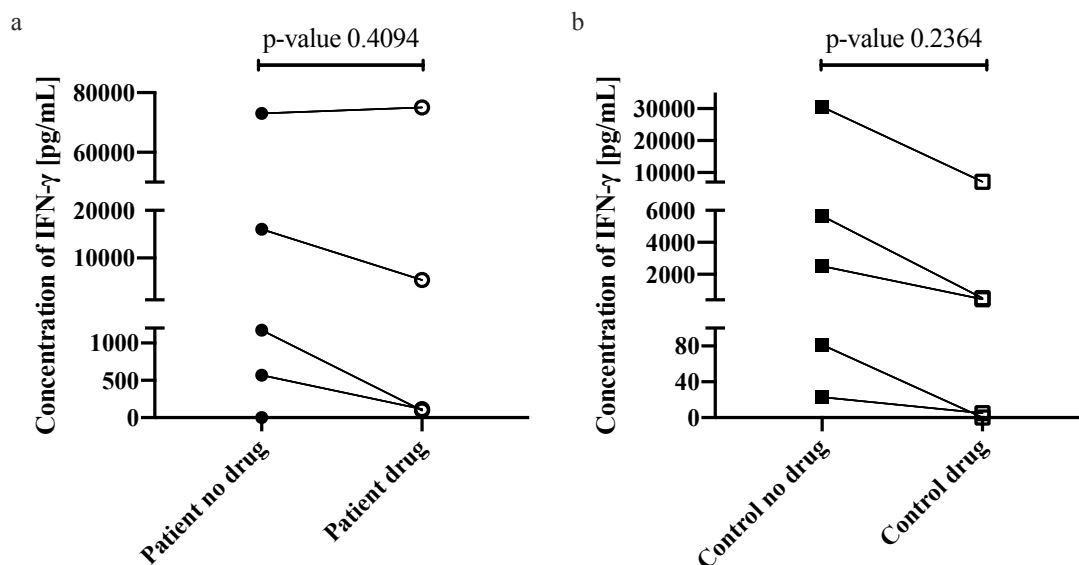 a
p-value 0.4094
Concentration of IFN-γ [pg/mL]
80000
60000
20000
10000
1000
500
0
Patient no drug
Patient drug
b
p-value 0.2364
Concentration of IFN-γ [pg/mL]
30000
20000
10000
6000
4000
2000
80
40
0
Control no drug
Control drug